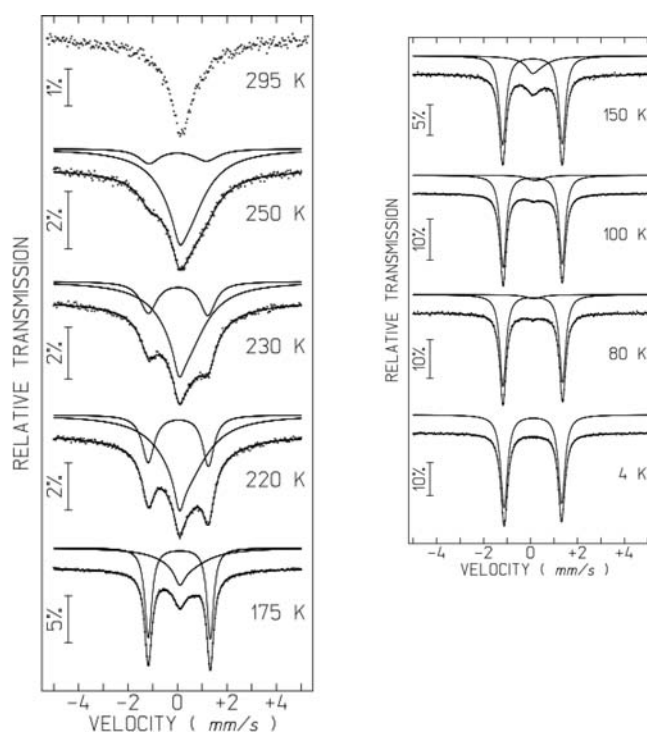 RELATIVE TRANSMISSION
1%
295 K
2%
250 K
2%
230 K
2%
220 K
5%
175 K
-4 -2 0 +2 +4
VELOCITY ( mm/s )
RELATIVE TRANSMISSION
5%
150 K
10%
100 K
10%
80 K
10%
4 K
-4 -2 0 +2 +4
VELOCITY ( mm/s )